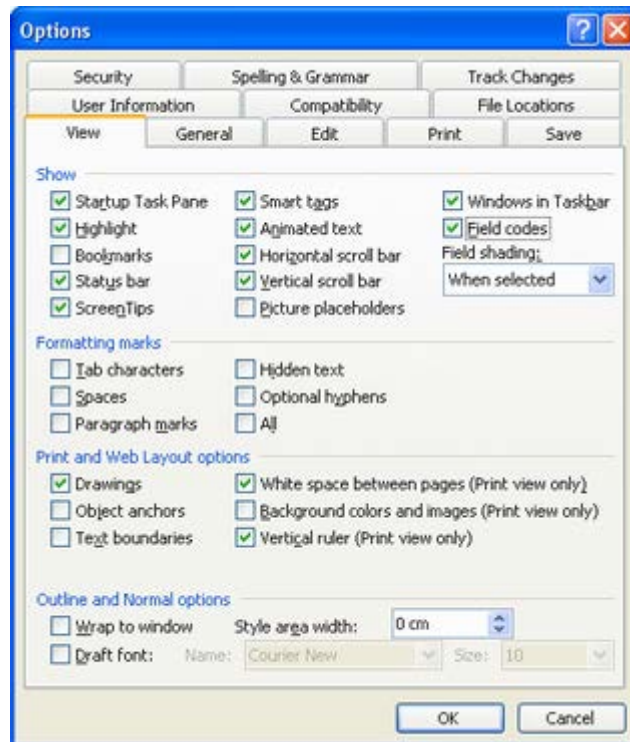 Options
Security Spelling & Grammar Track Changes
User Information Compatibility File Locations
View General Edit Print Save
Show
Startup Task Pane Smart tags Windows in Taskbar
Highlight Animated text Field codes
Bookmarks Horizontal scroll bar Field shading:
Status bar Vertical scroll bar When selected
ScreenTips Picture placeholders
Formatting marks
Tab characters Hidden text
Spaces Optional hyphens
Paragraph marks All
Print and Web Layout options
Drawings White space between pages (Print view only)
Object anchors Background colors and images (Print view only)
Text boundaries Vertical ruler (Print view only)
Outline and Normal options
Wrap to window Style area width: 0 cm
Draft font: Name: Courier New Size: 10
OK Cancel